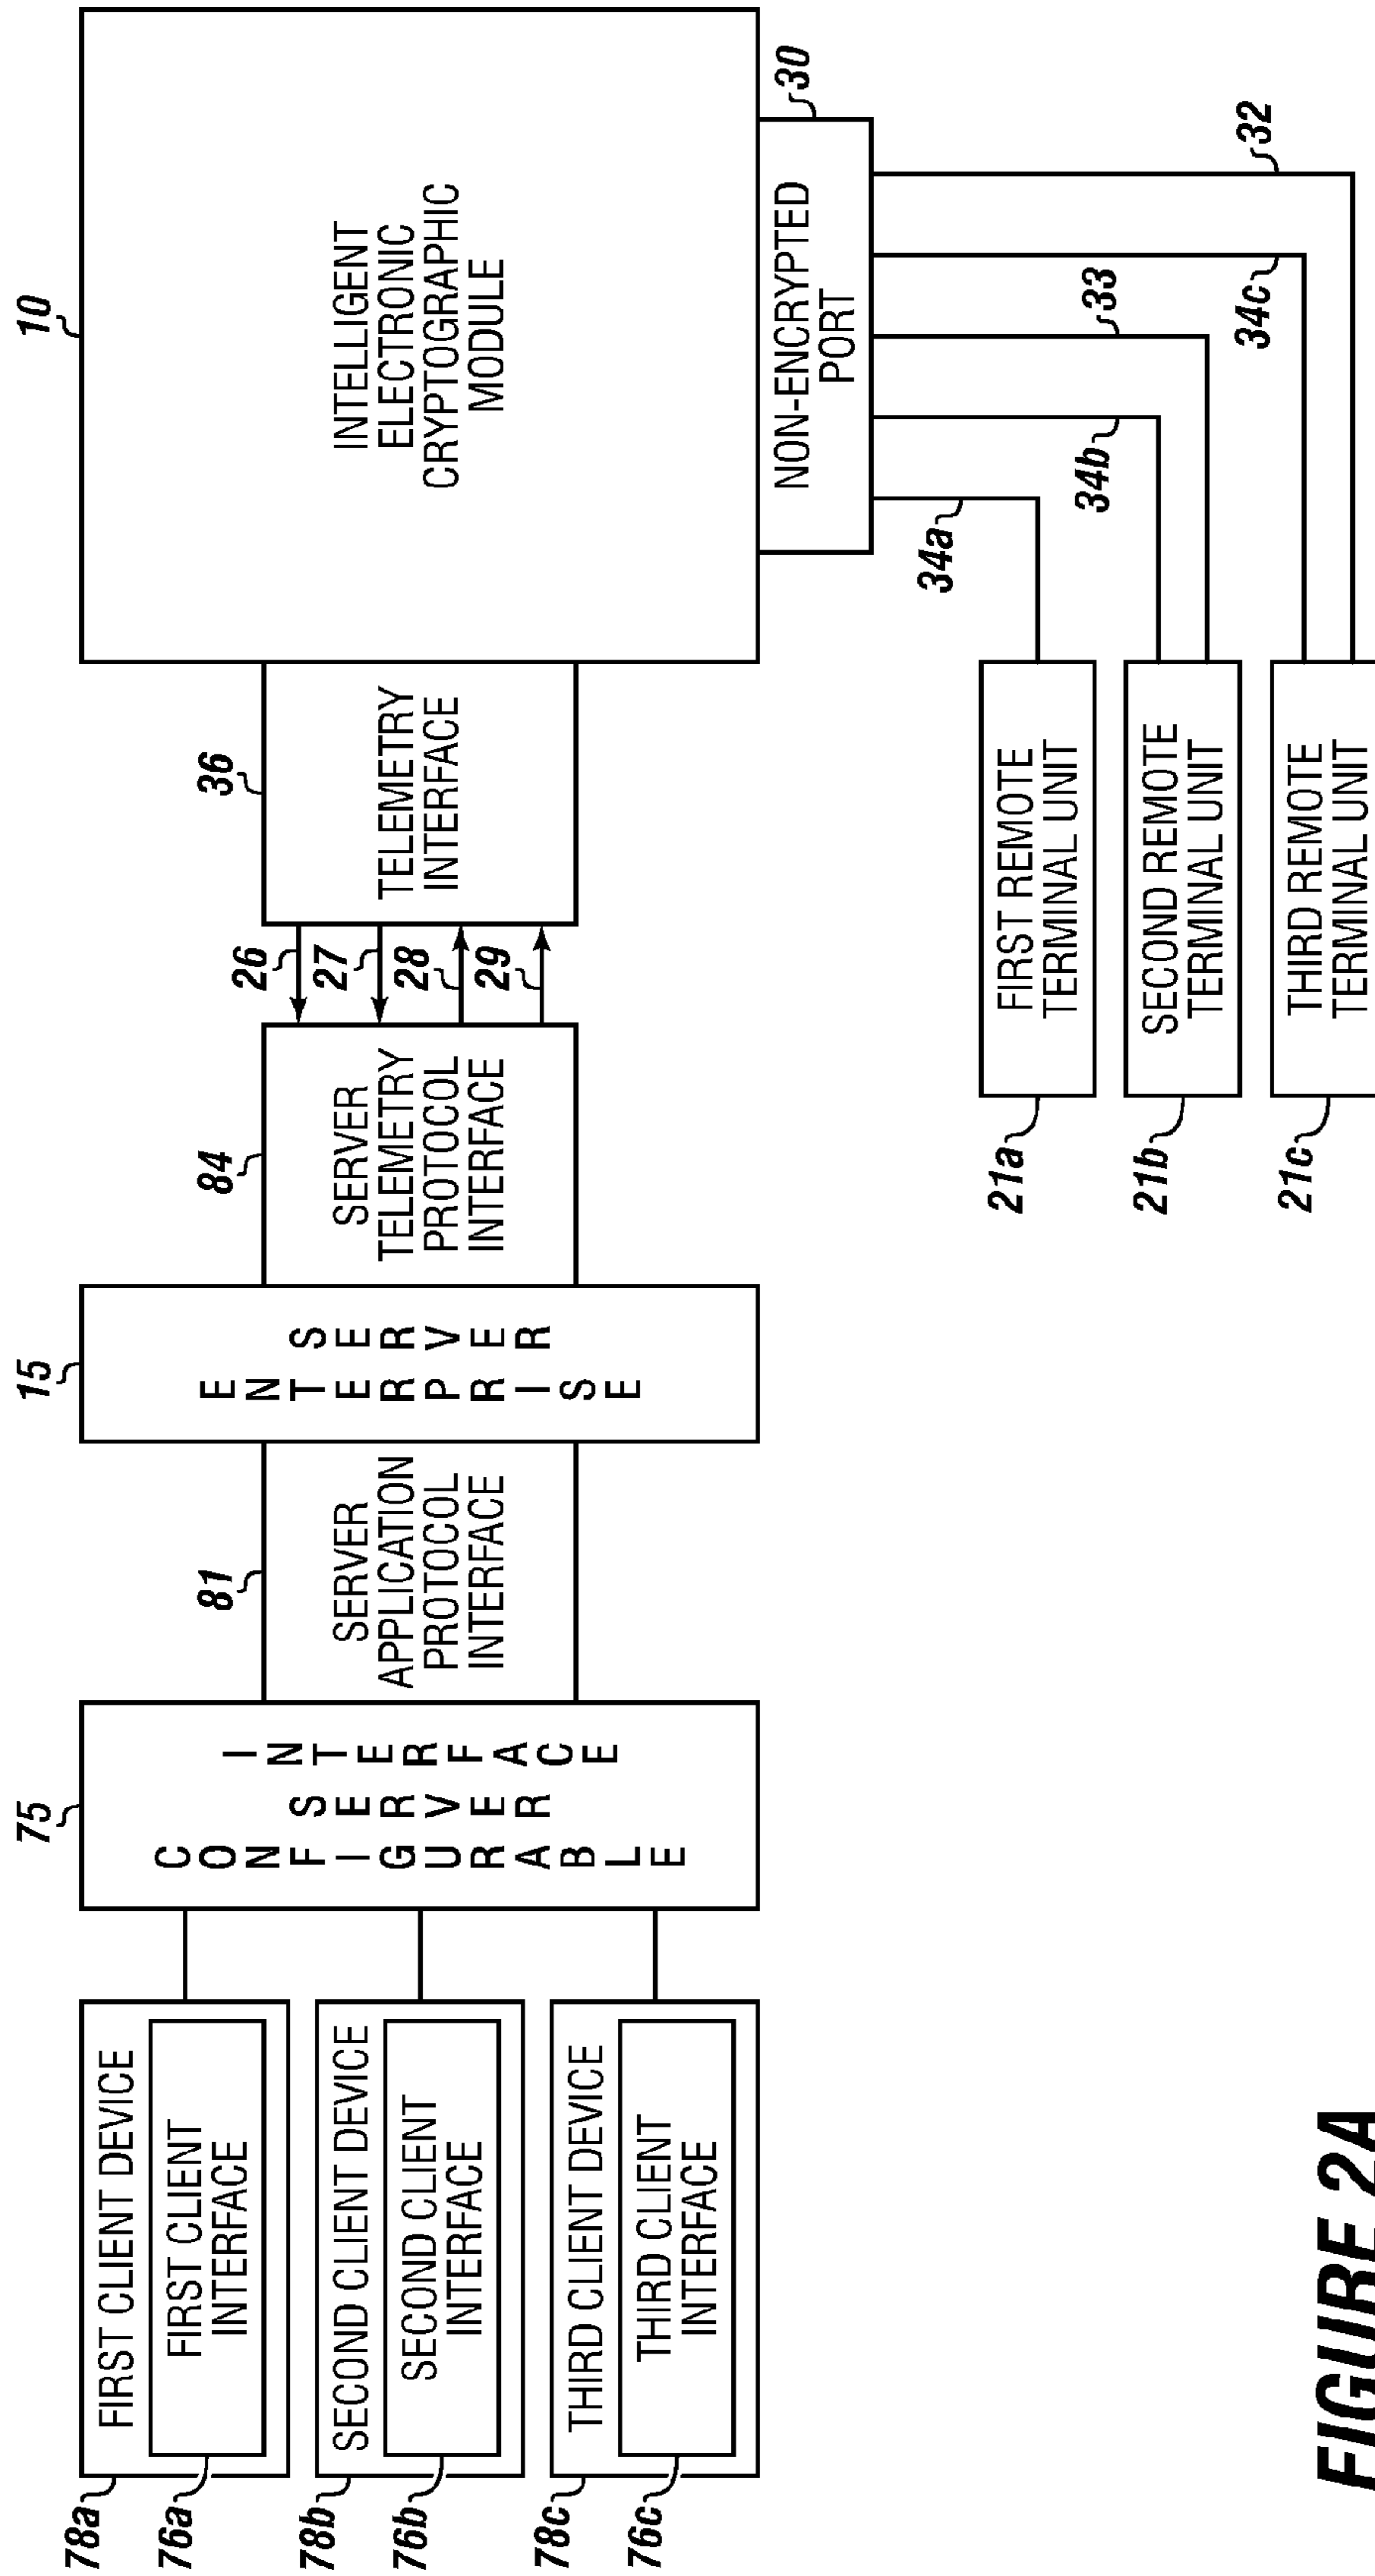 78a
FIRST CLIENT DEVICE
76a
FIRST CLIENT
INTERFACE
78b
SECOND CLIENT DEVICE
76b
SECOND CLIENT
INTERFACE
78c
THIRD CLIENT DEVICE
76c
THIRD CLIENT
INTERFACE
75
CONFIGURABLE
SERVER
INTERFACE
81
SERVER
APPLICATION
PROTOCOL
INTERFACE
15
ENTERPRISE
SERVER
84
SERVER
TELEMETRY
PROTOCOL
INTERFACE
26
27
28
29
36
TELEMETRY
INTERFACE
10
INTELLIGENT
ELECTRONIC
CRYPTOGRAPHIC
MODULE
NON-ENCRYPTED
PORT
30
34a
34b
33
34c
32
21a
FIRST REMOTE
TERMINAL UNIT
21b
SECOND REMOTE
TERMINAL UNIT
21c
THIRD REMOTE
TERMINAL UNIT
FIGURE 2A